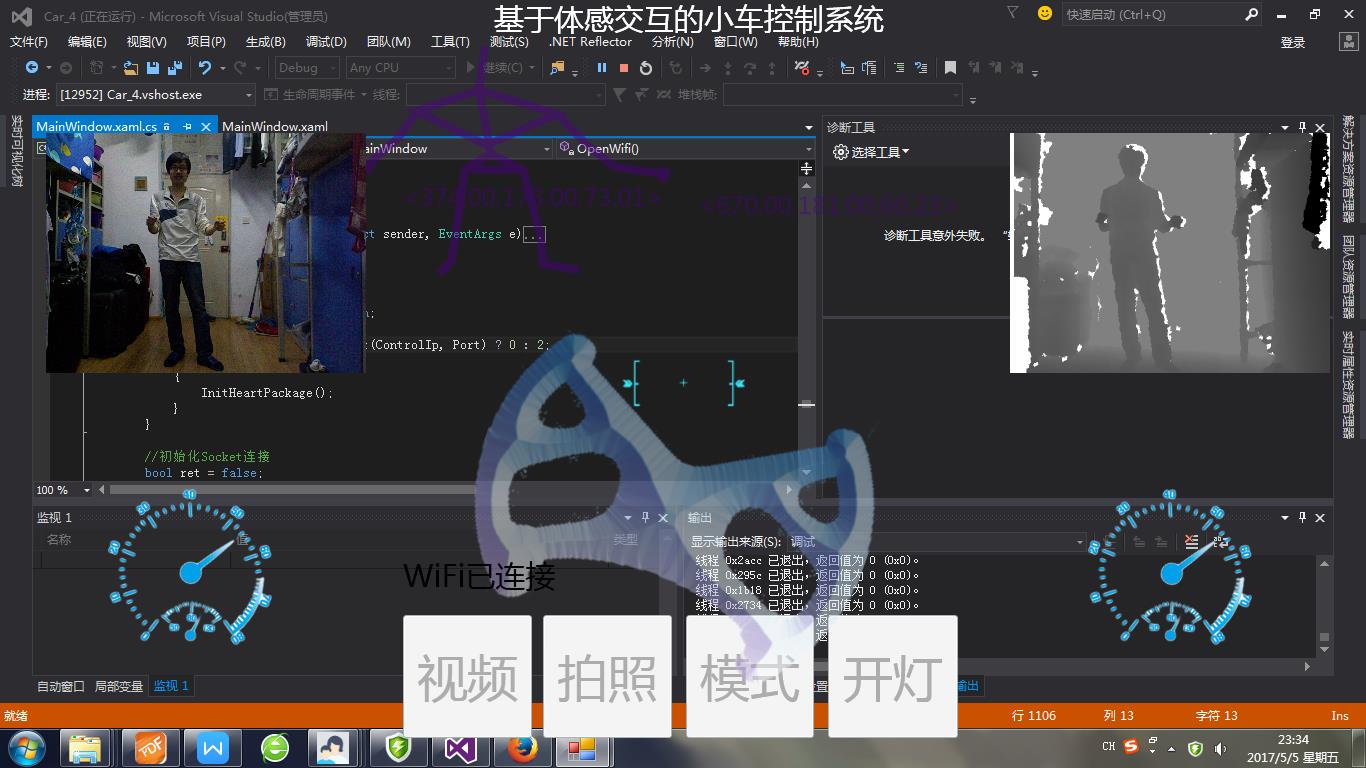 Car_4 (正在运行) - Microsoft Visual Studio(管理员)
基于体感交互的小车控制系统
快速启动 (Ctrl+Q)
文件(F) 编辑(E) 视图(V) 项目(P) 生成(B) 调试(D) 团队(M) 工具(T) 测试(S) .NET Reflector 分析(N) 窗口(W) 帮助(H)
登录
Debug Any CPU 继续(C)
进程: [12952] Car_4.vshost.exe 生命周期事件 线程: 堆栈帧:
MainWindow.xaml.cs MainWindow.xaml
ainWindow OpenWifi()
诊断工具
选择工具
解决方案资源管理器
团队资源管理器
实时属性资源管理器
实时可视化树
sender, EventArgs e)...
诊断工具意外失败。
(ControlIp, Port) ? 0 : 2;
{
InitHeartPackage();
}
}
//初始化Socket连接
bool ret = false;
100 %
监视 1
名称 值 类型
输出
显示输出来源(S): 调试
线程 0x2acc 已退出，返回值为 0 (0x0)。
线程 0x295c 已退出，返回值为 0 (0x0)。
线程 0x1b18 已退出，返回值为 0 (0x0)。
线程 0x2734 已退出，返回值为 0 (0x0)。
WiFi已连接
视频 拍照 模式 开灯
自动窗口 局部变量 监视 1
输出
就绪 行 1106 列 13 字符 13 Ins
CH
23:34
2017/5/5 星期五